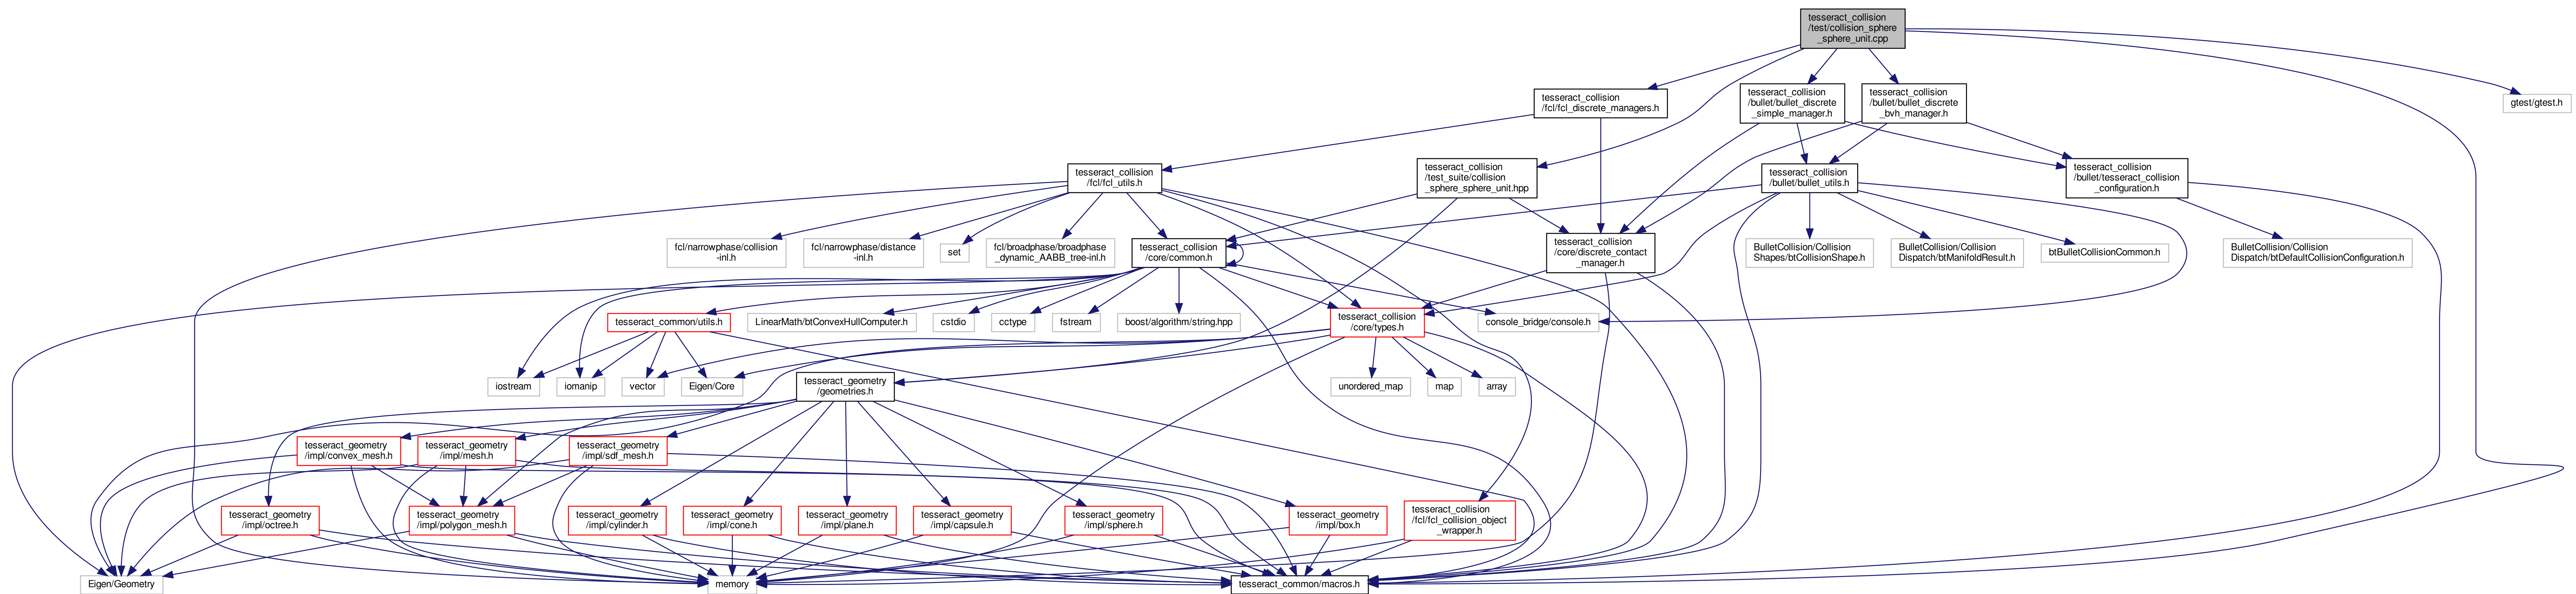 tesseract_collision
/test/collision_sphere
_sphere_unit.cpp
tesseract_collision
/fcl/fcl_discrete_managers.h
tesseract_collision
/bullet/bullet_discrete
_simple_manager.h
tesseract_collision
/bullet/bullet_discrete
_bvh_manager.h
gtest/gtest.h
tesseract_collision
/fcl/fcl_utils.h
tesseract_collision
/test_suite/collision
_sphere_sphere_unit.hpp
tesseract_collision
/bullet/bullet_utils.h
tesseract_collision
/bullet/tesseract_collision
_configuration.h
fcl/narrowphase/collision
-inl.h
fcl/narrowphase/distance
-inl.h
set
fcl/broadphase/broadphase
_dynamic_AABB_tree-inl.h
tesseract_collision
/core/common.h
tesseract_collision
/core/discrete_contact
_manager.h
BulletCollision/Collision
Shapes/btCollisionShape.h
BulletCollision/Collision
Dispatch/btManifoldResult.h
btBulletCollisionCommon.h
BulletCollision/Collision
Dispatch/btDefaultCollisionConfiguration.h
tesseract_common/utils.h
LinearMath/btConvexHullComputer.h
cstdio
cctype
fstream
boost/algorithm/string.hpp
tesseract_collision
/core/types.h
console_bridge/console.h
iostream
iomanip
vector
Eigen/Core
tesseract_geometry
/geometries.h
unordered_map
map
array
tesseract_geometry
/impl/convex_mesh.h
tesseract_geometry
/impl/mesh.h
tesseract_geometry
/impl/sdf_mesh.h
tesseract_geometry
/impl/octree.h
tesseract_geometry
/impl/polygon_mesh.h
tesseract_geometry
/impl/cylinder.h
tesseract_geometry
/impl/cone.h
tesseract_geometry
/impl/plane.h
tesseract_geometry
/impl/capsule.h
tesseract_geometry
/impl/sphere.h
tesseract_geometry
/impl/box.h
tesseract_collision
/fcl/fcl_collision_object
_wrapper.h
Eigen/Geometry
memory
tesseract_common/macros.h